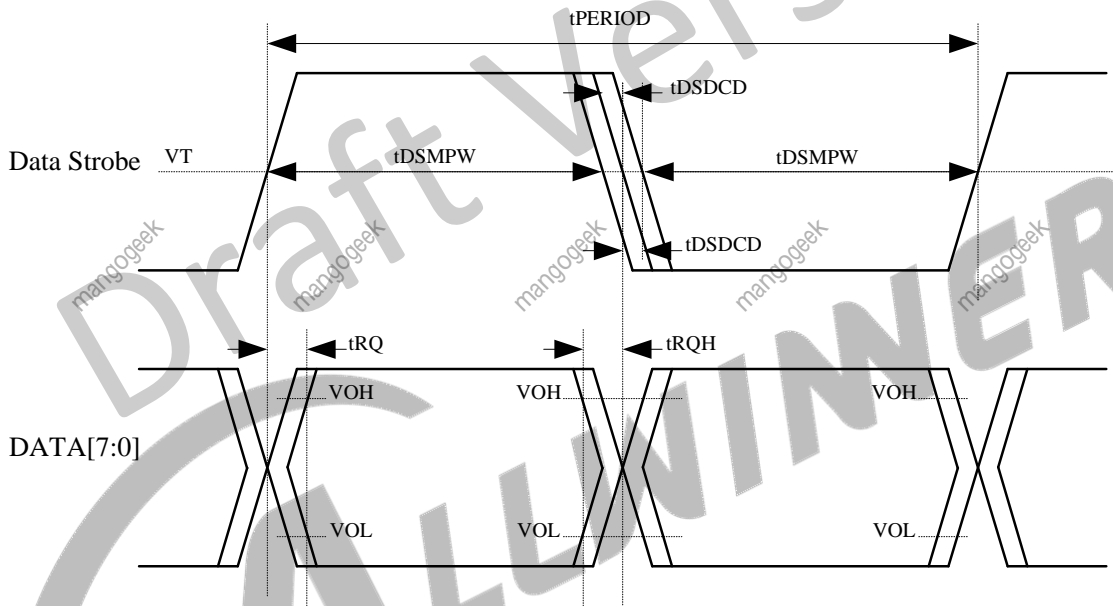 tPERIOD
tDSDCD
Data Strobe VT tDSMPW tDSMPW
tDSDCD
mangogeek mangogeek mangogeek mangogeek mangogeek
tRQ tRQH
VOH VOH VOH
DATA[7:0]
VOL VOL VOL
Draft Vers
ALLWINNER